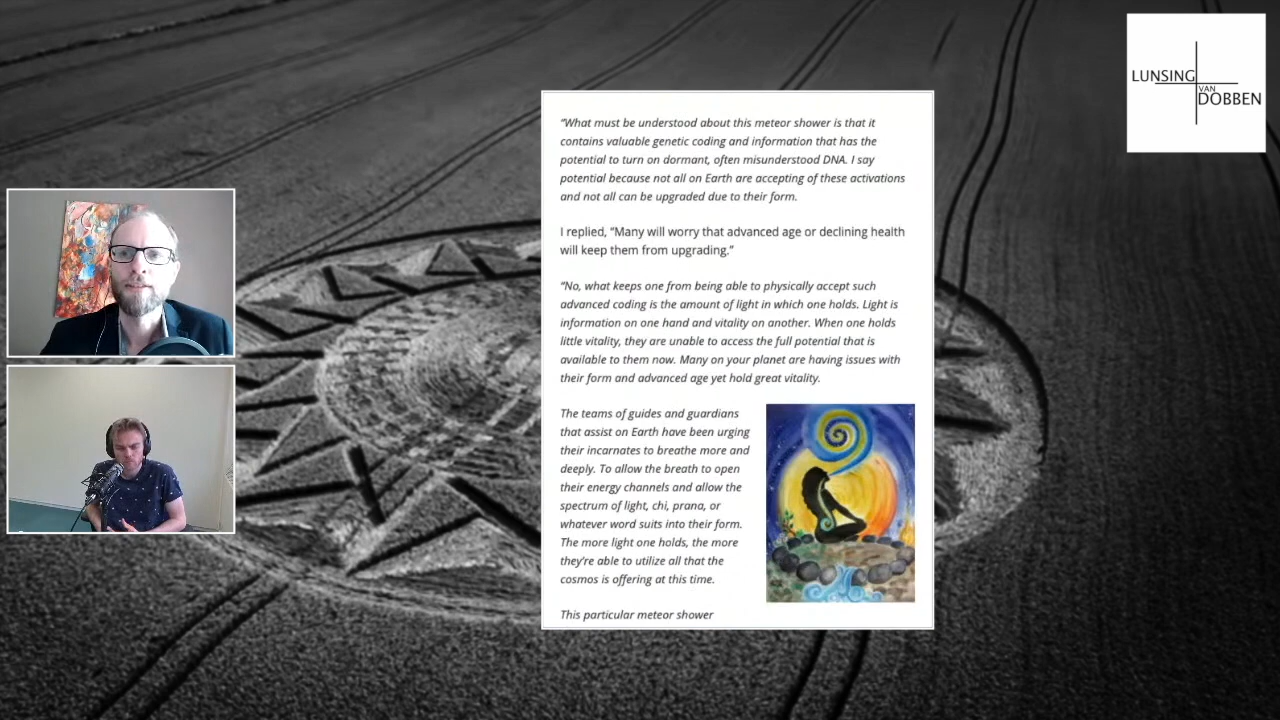 LUNSING
VAN
DOBBEN
“What must be understood about this meteor shower is that it
contains valuable genetic coding and information that has the
potential to turn on dormant, often misunderstood DNA. I say
potential because not all on Earth are accepting of these activations
and not all can be upgraded due to their form.
I replied, “Many will worry that advanced age or declining health
will keep them from upgrading.”
“No, what keeps one from being able to physically accept such
advanced coding is the amount of light in which one holds. Light is
information on one hand and vitality on another. When one holds
little vitality, they are unable to access the full potential that is
available to them now. Many on your planet are having issues with
their form and advanced age yet hold great vitality.
The teams of guides and guardians
that assist on Earth have been urging
their incarnates to breathe more and
deeply. To allow the breath to open
their energy channels and allow the
spectrum of light, chi, prana, or
whatever word suits into their form.
The more light one holds, the more
they’re able to utilize all that the
cosmos is offering at this time.
This particular meteor shower